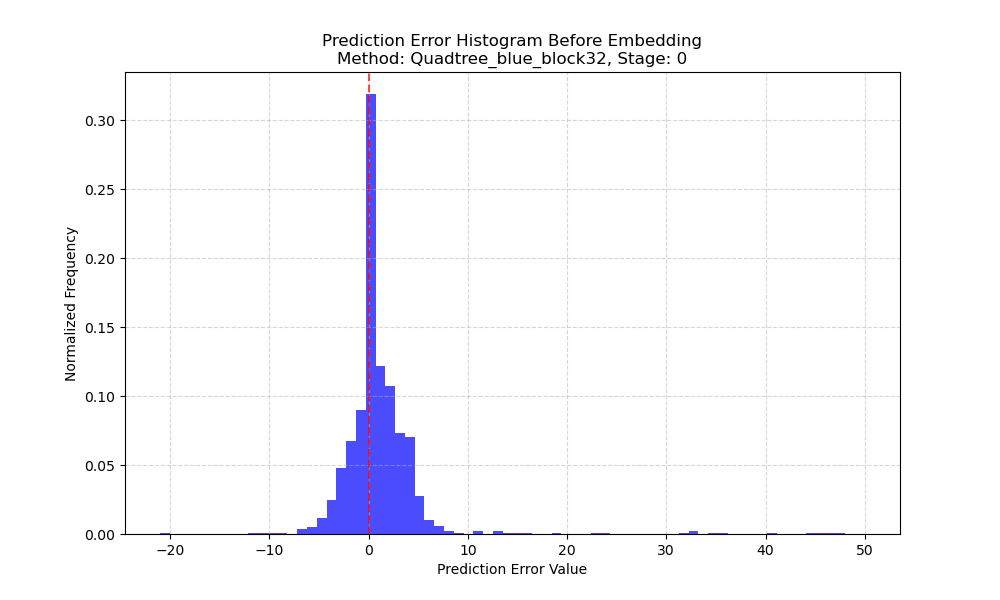 Prediction Error Histogram Before Embedding
Method: Quadtree_blue_block32, Stage: 0
Normalized Frequency
0.30
0.25
0.20
0.15
0.10
0.05
0.00
−20 −10 0 10 20 30 40 50
Prediction Error Value